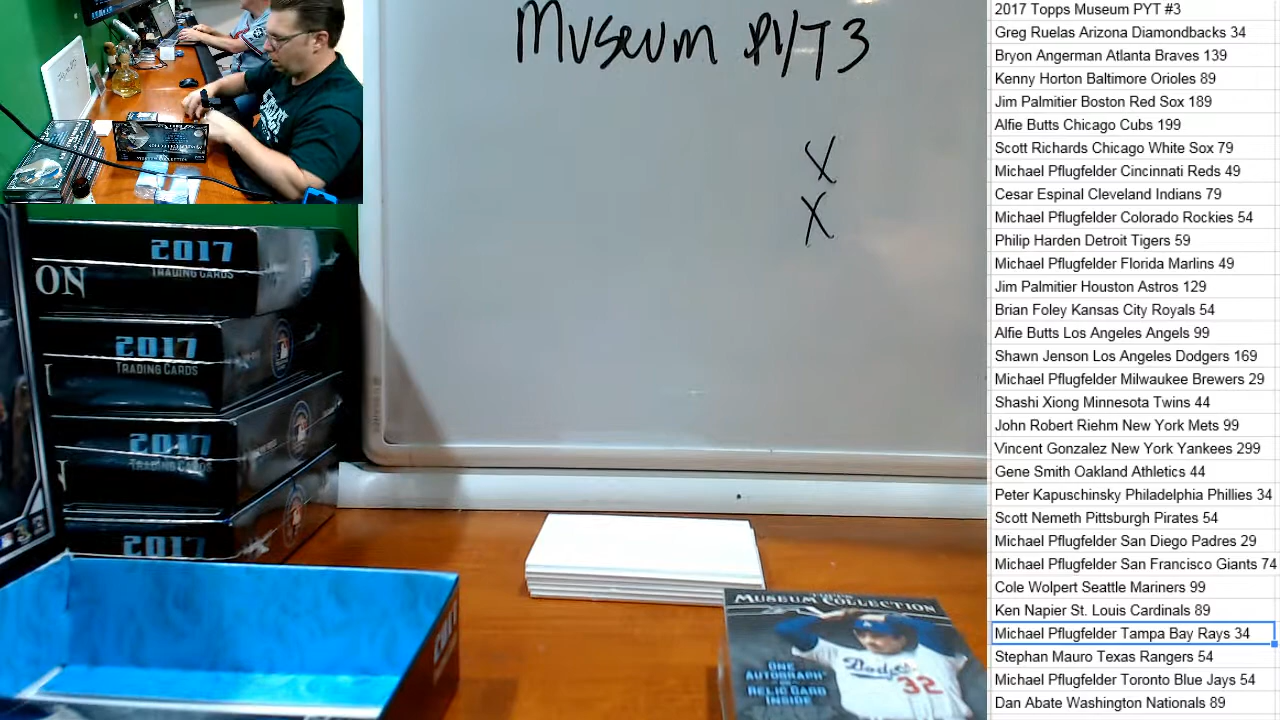 Museum PYT 3
X
X
2017
TRADING CARDS
ON
2017
TRADING CARDS
2017
TRADING CARDS
2017
MUSEUM COLLECTION
ONE
AUTOGRAPH
RELIC CARD
INSIDE
Dodgers
32
2017 Topps Museum PYT #3
Greg Ruelas Arizona Diamondbacks 34
Bryon Angerman Atlanta Braves 139
Kenny Horton Baltimore Orioles 89
Jim Palmitier Boston Red Sox 189
Alfie Butts Chicago Cubs 199
Scott Richards Chicago White Sox 79
Michael Pflugfelder Cincinnati Reds 49
Cesar Espinal Cleveland Indians 79
Michael Pflugfelder Colorado Rockies 54
Philip Harden Detroit Tigers 59
Michael Pflugfelder Florida Marlins 49
Jim Palmitier Houston Astros 129
Brian Foley Kansas City Royals 54
Alfie Butts Los Angeles Angels 99
Shawn Jenson Los Angeles Dodgers 169
Michael Pflugfelder Milwaukee Brewers 29
Shashi Xiong Minnesota Twins 44
John Robert Riehm New York Mets 99
Vincent Gonzalez New York Yankees 299
Gene Smith Oakland Athletics 44
Peter Kapuschinsky Philadelphia Phillies 34
Scott Nemeth Pittsburgh Pirates 54
Michael Pflugfelder San Diego Padres 29
Michael Pflugfelder San Francisco Giants 74
Cole Wolpert Seattle Mariners 99
Ken Napier St. Louis Cardinals 89
Michael Pflugfelder Tampa Bay Rays 34
Stephan Mauro Texas Rangers 54
Michael Pflugfelder Toronto Blue Jays 54
Dan Abate Washington Nationals 89